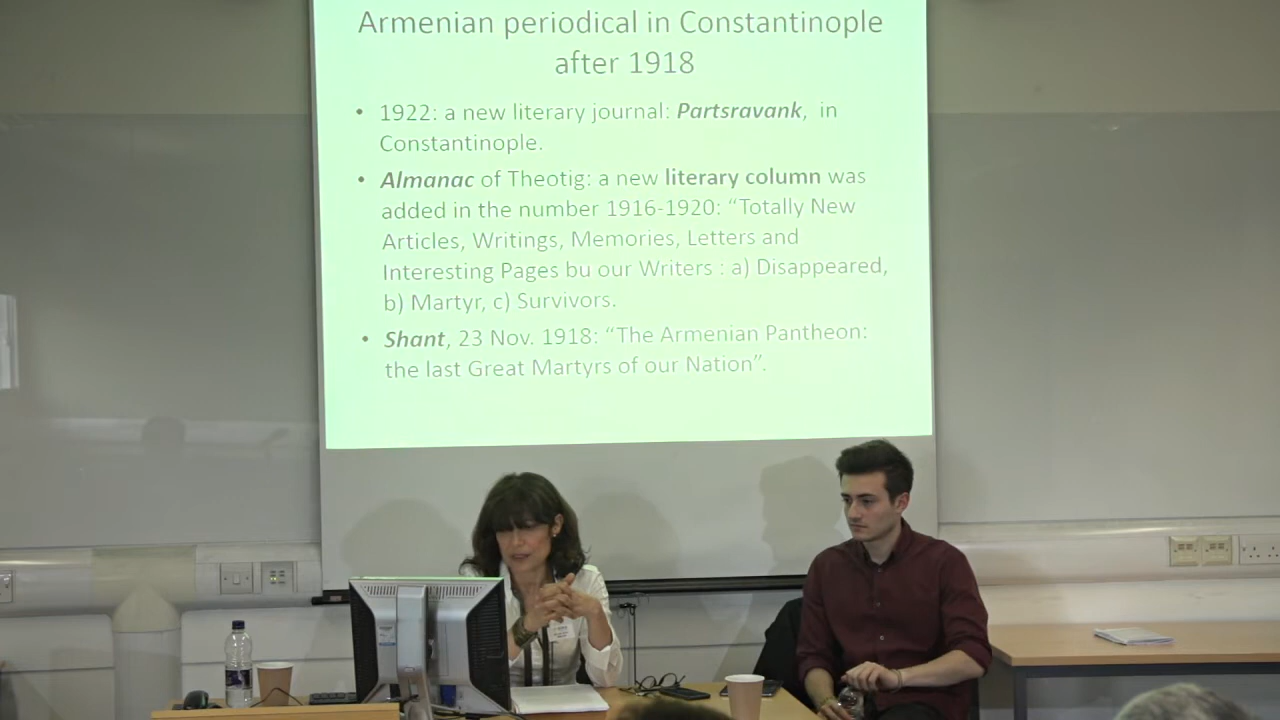 Armenian periodical in Constantinople
after 1918
• 1922: a new literary journal: Partsravank, in
Constantinople.
• Almanac of Theotig: a new literary column was
added in the number 1916-1920: “Totally New
Articles, Writings, Memories, Letters and
Interesting Pages bu our Writers : a) Disappeared,
b) Martyr, c) Survivors.
• Shant, 23 Nov. 1918: “The Armenian Pantheon:
the last Great Martyrs of our Nation”.